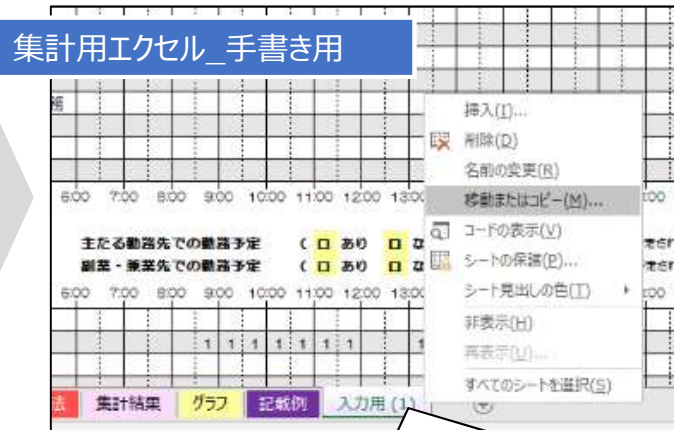 集計用エクセル_手書き用
挿入(I)...
削除(D)
名前の変更(R)
移動またはコピー(M)...
コードの表示(V)
シートの保護(P)...
シート見出しの色(T)
非表示(H)
再表示(U)...
すべてのシートを選択(S)
6:00 7:00 8:00 9:00 10:00 11:00 12:00 13:00
主たる勤務先での勤務予定 ( ロ あり ロ な
副業・兼業先での勤務予定 ( ロ あり ロ な
6:00 7:00 8:00 9:00 10:00 11:00 12:00 13:00
1 1 1 1 1 1 1
法 集計結果 グラフ 記載例 入力用 (1)